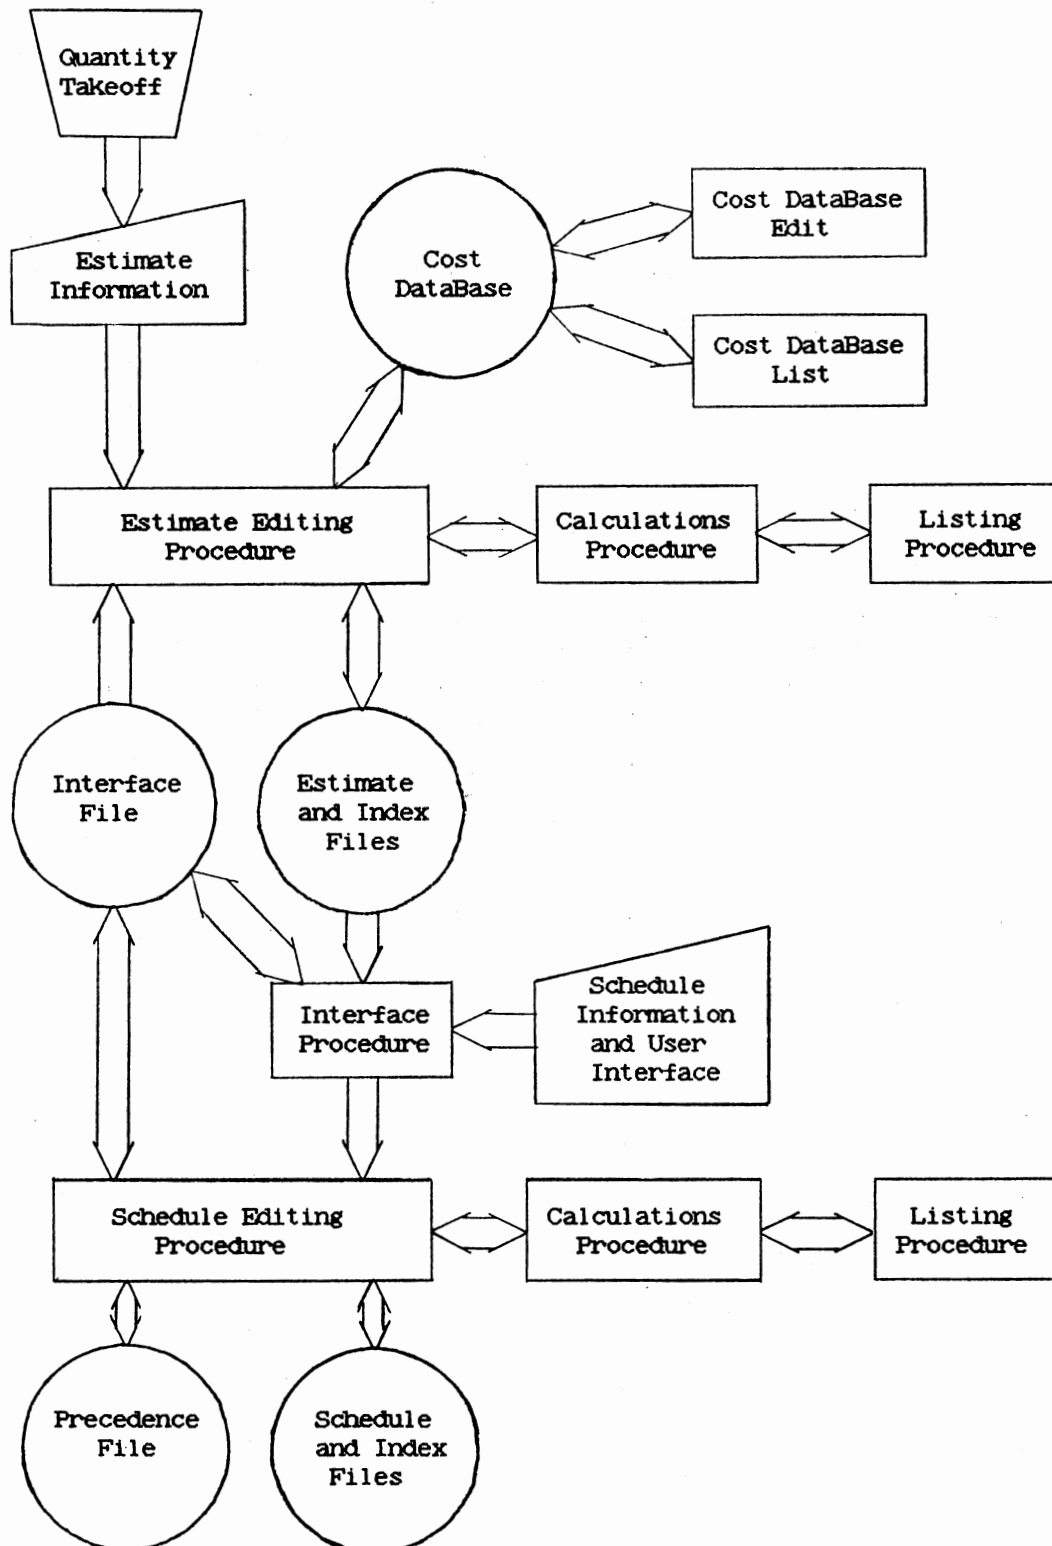 Quantity
Takeoff
Estimate
Information
Cost
DataBase
Cost DataBase
Edit
Cost DataBase
List
Estimate Editing
Procedure
Calculations
Procedure
Listing
Procedure
Interface
File
Estimate
and Index
Files
Interface
Procedure
Schedule
Information
and User
Interface
Schedule Editing
Procedure
Calculations
Procedure
Listing
Procedure
Precedence
File
Schedule
and Index
Files